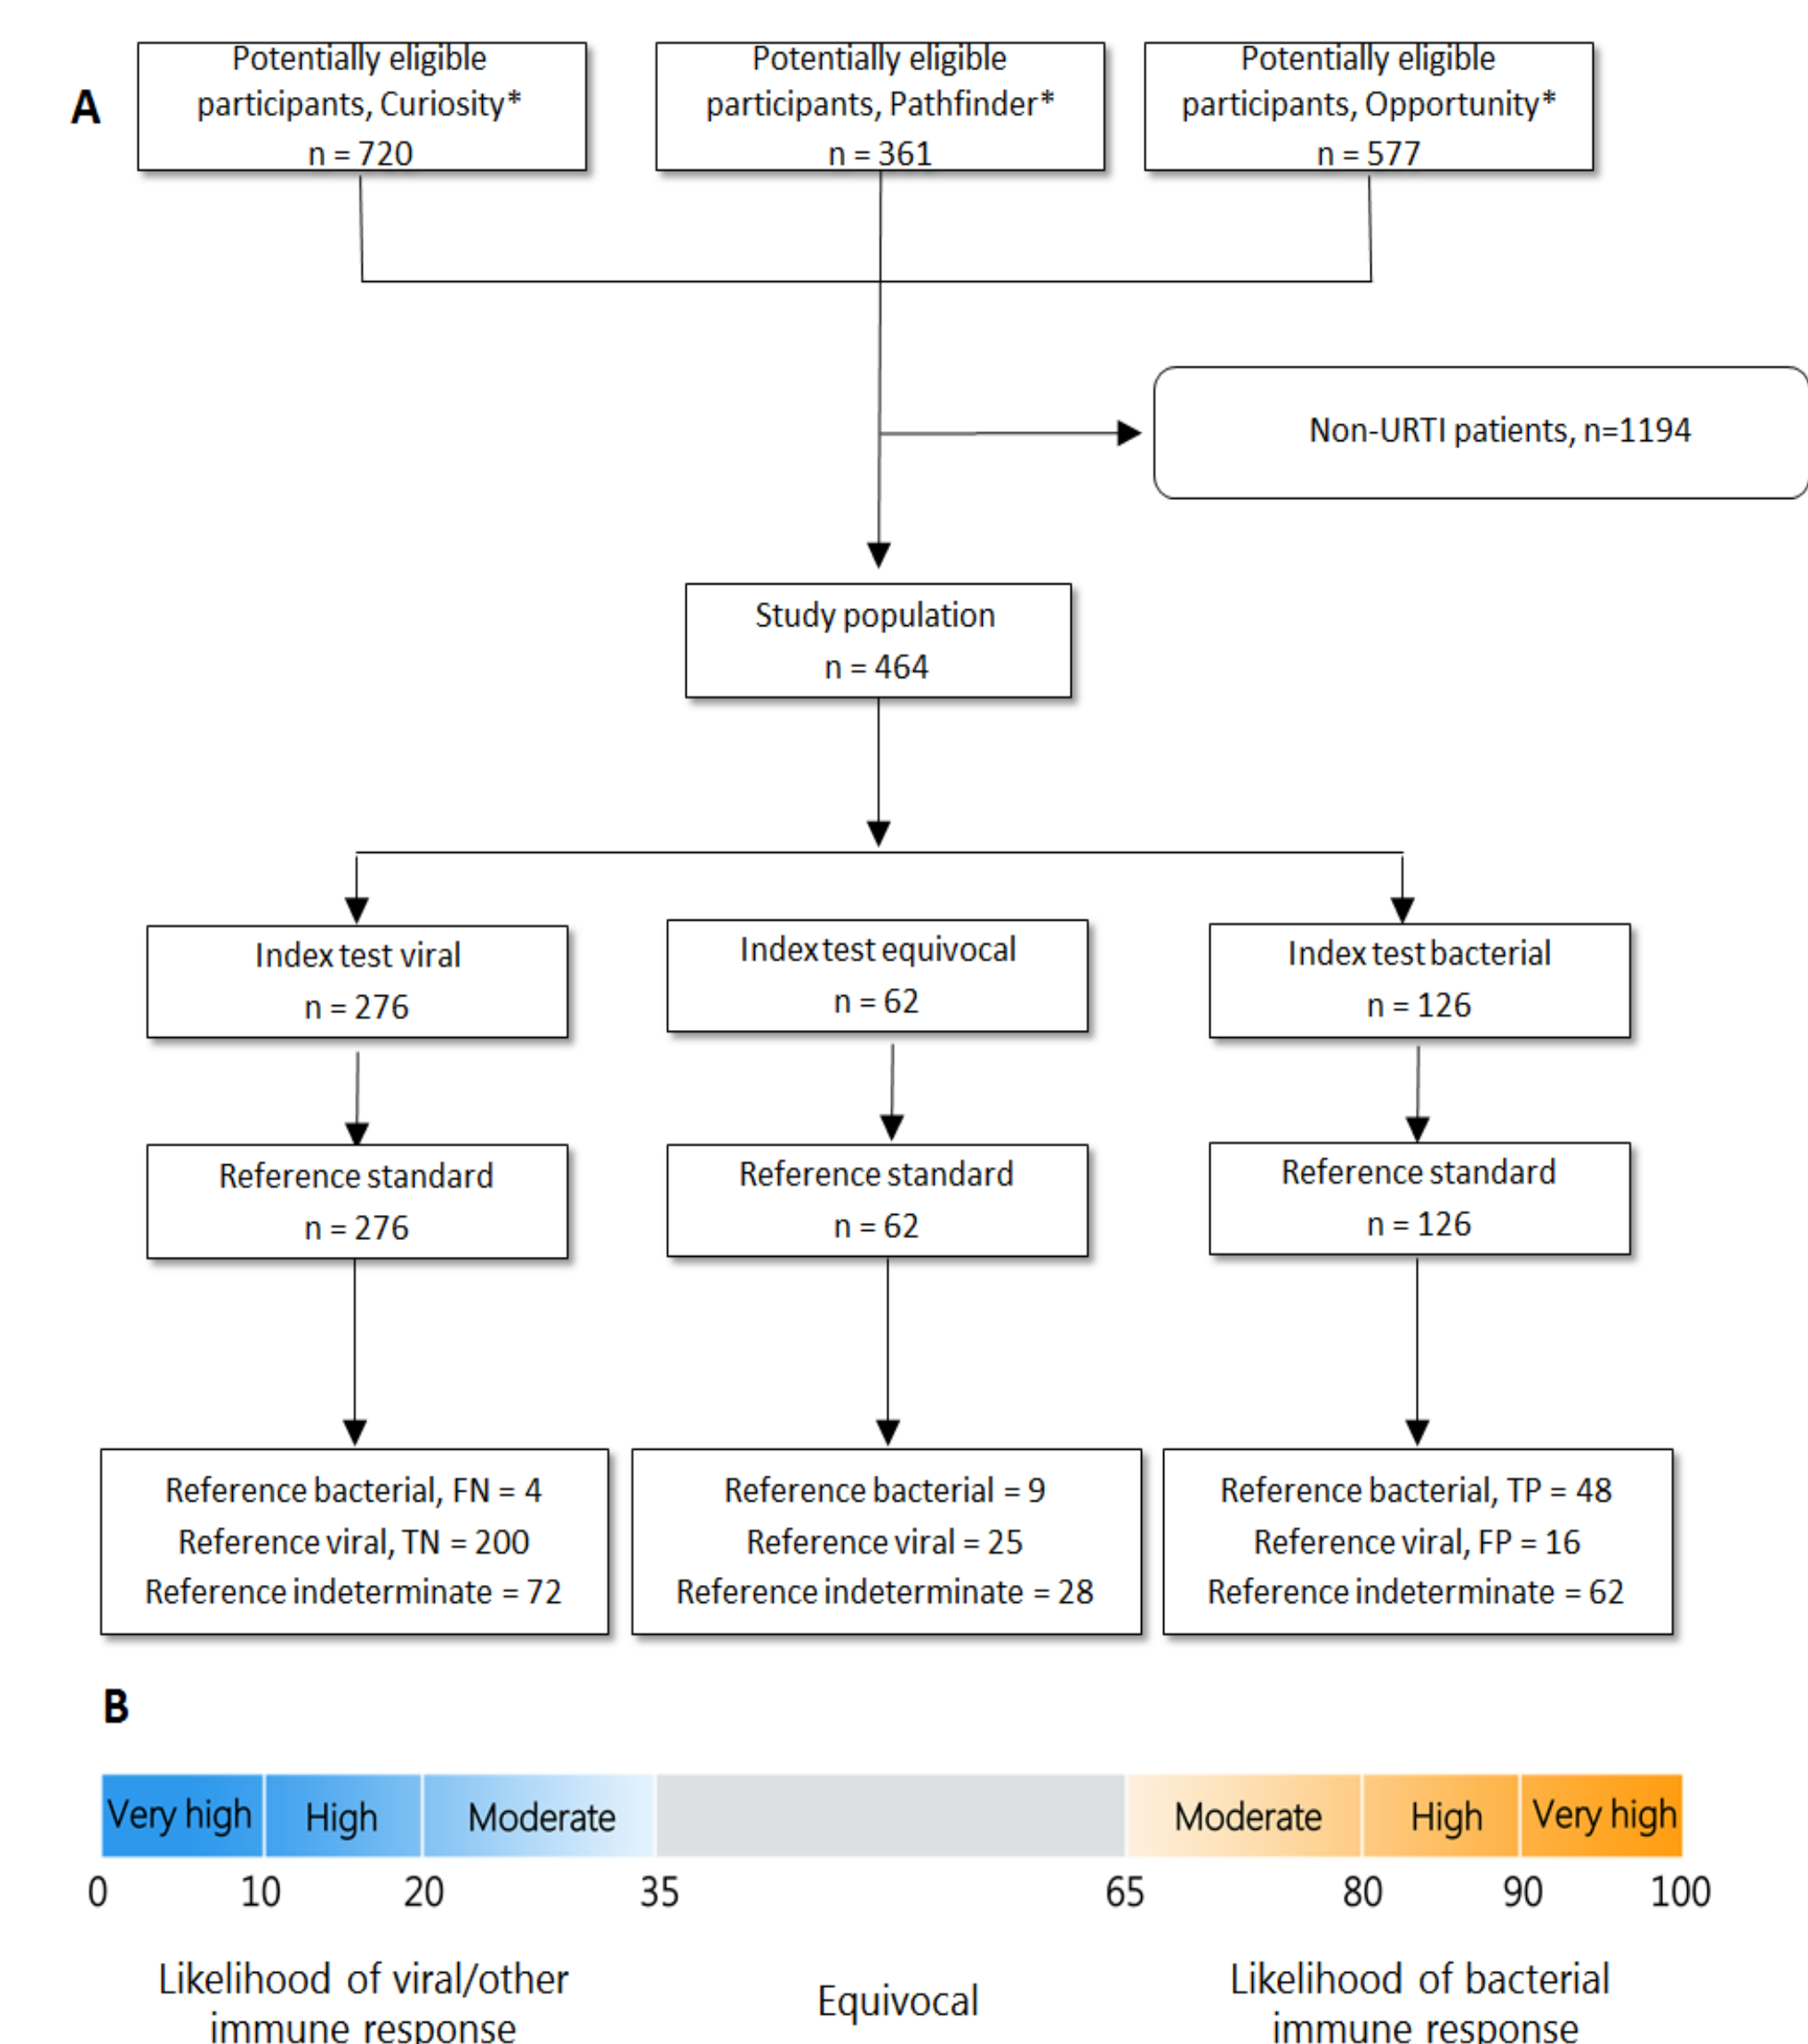 A
Potentially eligible
participants, Curiosity*
n = 720
Potentially eligible
participants, Pathfinder*
n = 361
Potentially eligible
participants, Opportunity*
n = 577
Non-URTI patients, n=1194
Study population
n = 464
Index test viral
n = 276
Index test equivocal
n = 62
Index test bacterial
n = 126
Reference standard
n = 276
Reference standard
n = 62
Reference standard
n = 126
Reference bacterial, FN = 4
Reference viral, TN = 200
Reference indeterminate = 72
Reference bacterial = 9
Reference viral = 25
Reference indeterminate = 28
Reference bacterial, TP = 48
Reference viral, FP = 16
Reference indeterminate = 62
B
Very high High Moderate Moderate High Very high
0 10 20 35 65 80 90 100
Likelihood of viral/other
immune response
Equivocal
Likelihood of bacterial
immune response